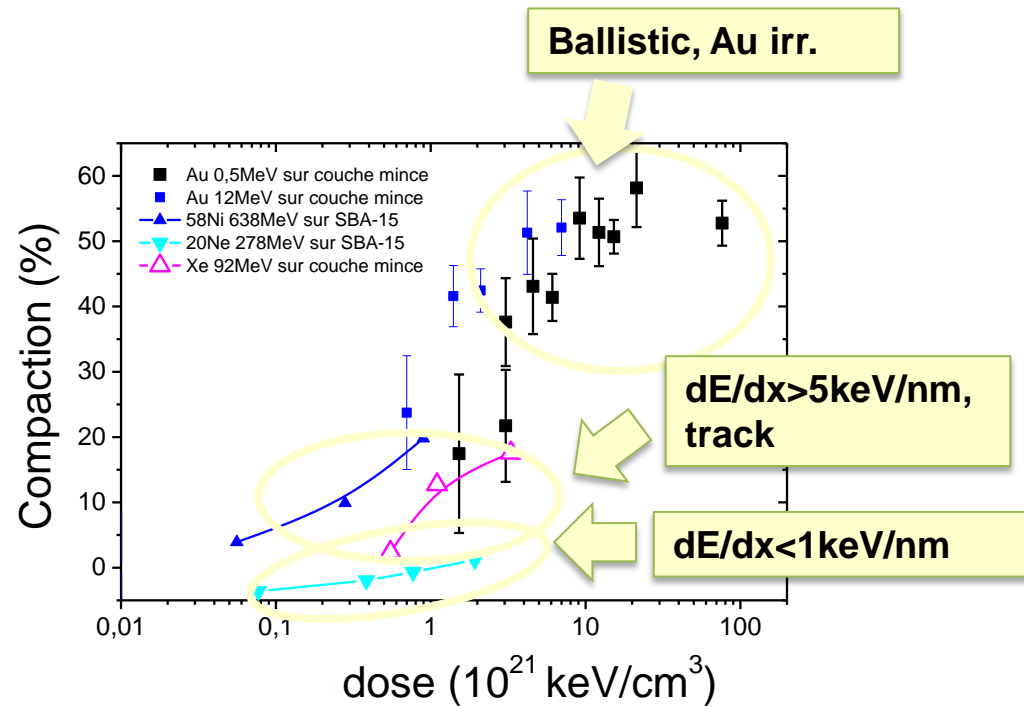 Ballistic, Au irr.
Au 0,5MeV sur couche mince
Au 12MeV sur couche mince
58Ni 638MeV sur SBA-15
20Ne 278MeV sur SBA-15
Xe 92MeV sur couche mince
dE/dx>5keV/nm,
track
dE/dx<1keV/nm
Compaction (%)
60
50
40
30
20
10
0
0,01 0,1 1 10 100
dose (10²¹ keV/cm³)